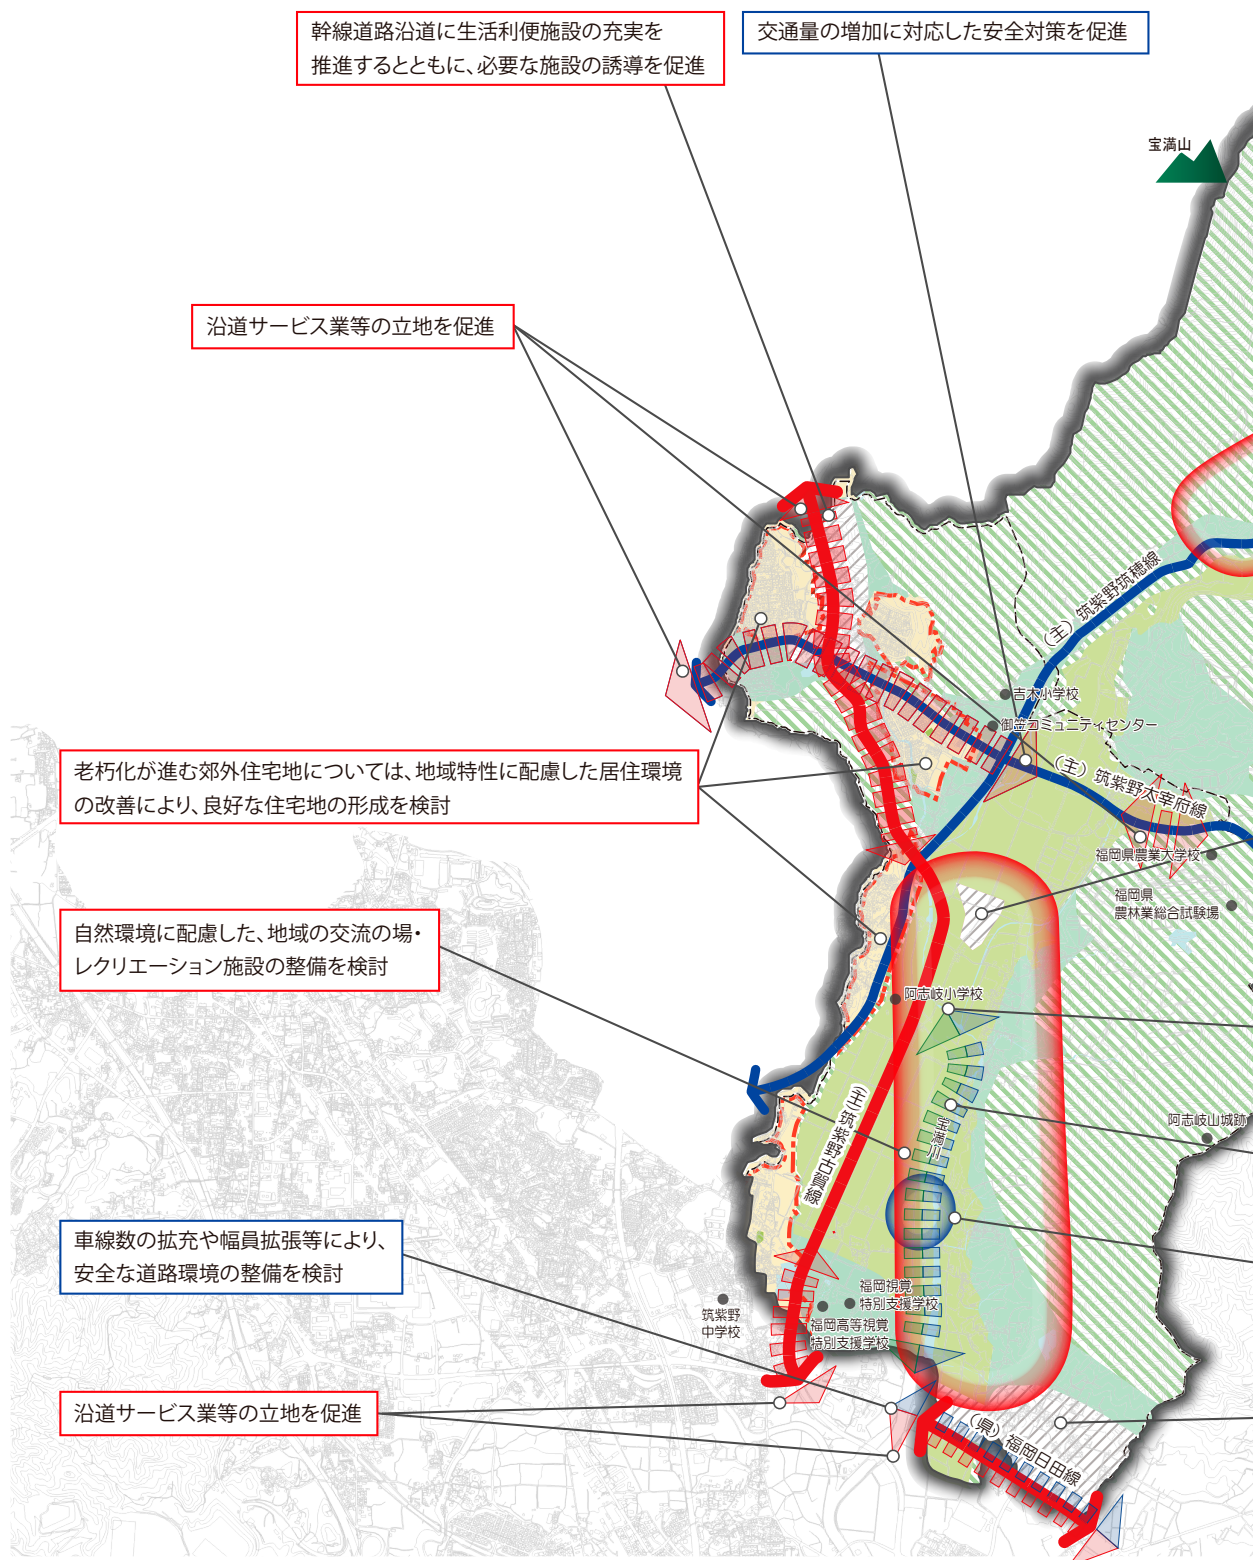 幹線道路沿道に生活利便施設の充実を
推進するとともに、必要な施設の誘導を促進
交通量の増加に対応した安全対策を促進
宝満山
沿道サービス業等の立地を促進
（主）筑紫野筑穂線
吉木小学校
御笠コミュニティセンター
老朽化が進む郊外住宅地については、地域特性に配慮した居住環境
の改善により、良好な住宅地の形成を検討
（主）筑紫野太宰府線
福岡県農業大学校
福岡県
農林業総合試験場
自然環境に配慮した、地域の交流の場・
レクリエーション施設の整備を検討
阿志岐小学校
（主）筑紫野古賀線
宝満川
阿志岐山城跡
車線数の拡充や幅員拡張等により、
安全な道路環境の整備を検討
福岡視覚
特別支援学校
筑紫野
中学校
福岡高等視覚
特別支援学校
沿道サービス業等の立地を促進
（県）福岡日田線